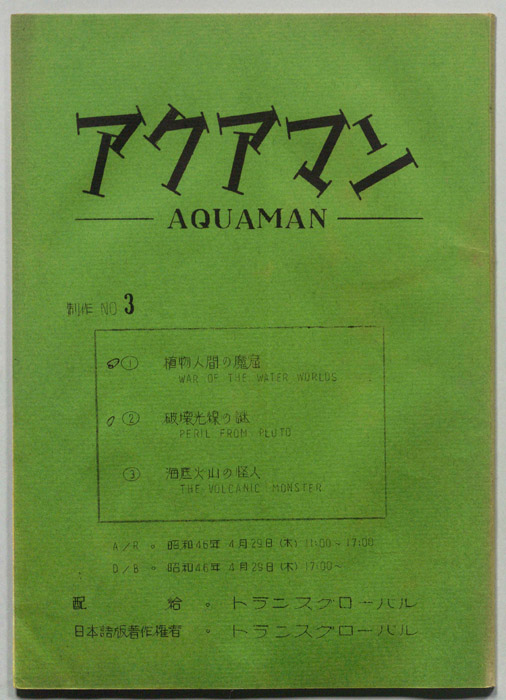 アクアマン
AQUAMAN
制作 NO 3
① 植物人間の魔窟
WAR OF THE WATER WORLDS
② 破壊光線の謎
PERIL FROM PLUTO
③ 海底火山の怪人
THE VOLCANIC MONSTER
A/R 。 昭和46年 4月29日(木) 11:00~17:00
D/B 。 昭和46年 4月29日(木) 17:00~
配 給 。 トランスグローバル
日本語版著作権者 。 トランスグローバル